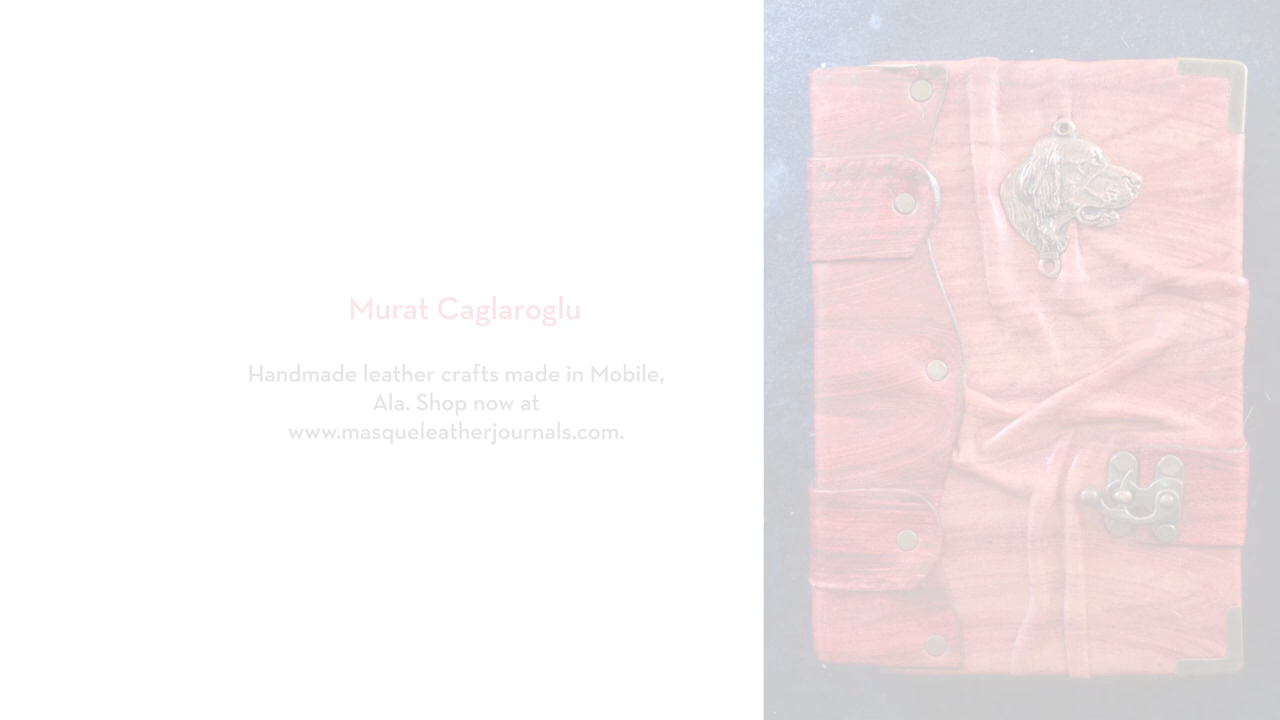 Murat Caglaroglu
Handmade leather crafts made in Mobile,
Ala. Shop now at
www.masqueleatherjournals.com.